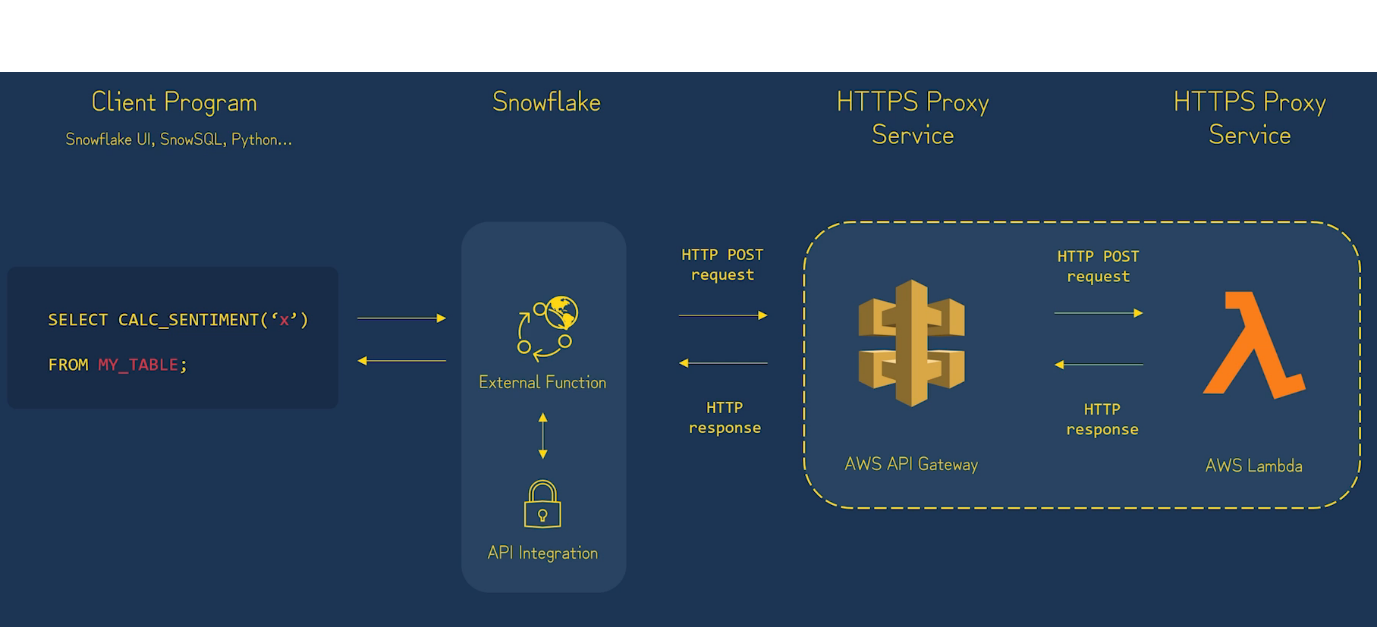 Client Program
Snowflake UI, SnowSQL, Python...
Snowflake
HTTPS Proxy
Service
HTTPS Proxy
Service
SELECT CALC_SENTIMENT(‘x’)
FROM MY_TABLE;
External Function
API Integration
HTTP POST
request
HTTP
response
AWS API Gateway
HTTP POST
request
HTTP
response
AWS Lambda